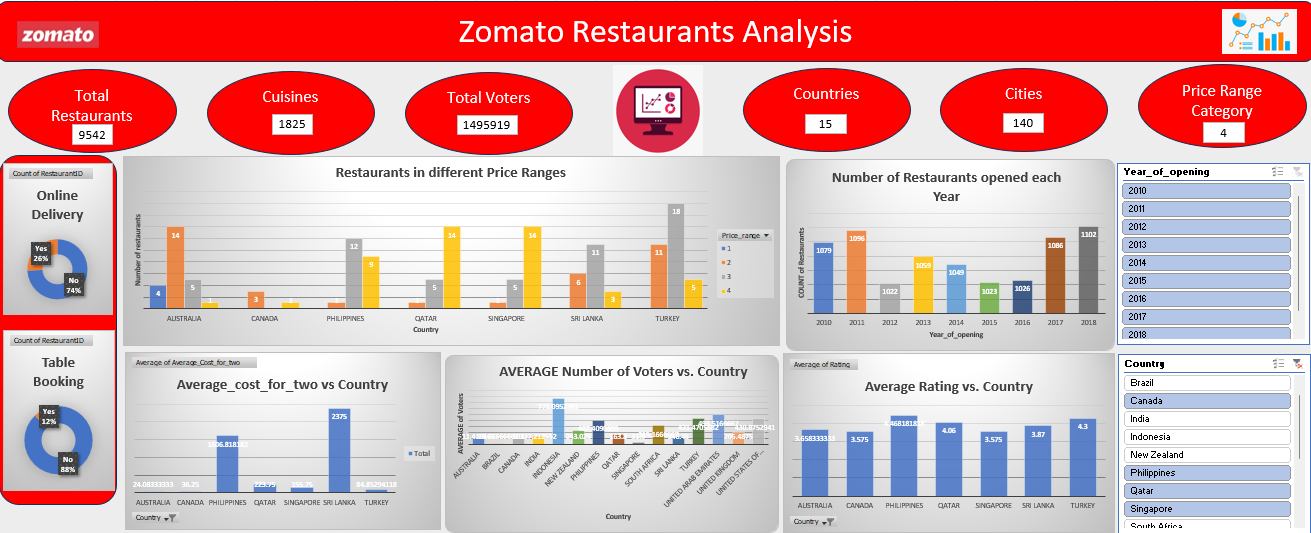 zomato
Zomato Restaurants Analysis
Total
Restaurants
9542
Cuisines
1825
Total Voters
1495919
Countries
15
Cities
140
Price Range
Category
4
Count of RestaurantID
Online
Delivery
Yes
26%
No
74%
Count of RestaurantID
Table
Booking
Yes
12%
No
88%
Restaurants in different Price Ranges
Number of restaurants
4
14
5
3
12
9
5
14
5
14
6
11
3
11
18
5
AUSTRALIA
CANADA
PHILIPPINES
QATAR
SINGAPORE
SRI LANKA
TURKEY
Country
Price_range
1
2
3
4
Number of Restaurants opened each
Year
COUNT of Restaurants
1079
1096
1022
1059
1049
1023
1026
1086
1102
2010
2011
2012
2013
2014
2015
2016
2017
2018
Year_of_opening
Year_of_opening
2010
2011
2012
2013
2014
2015
2016
2017
2018
Average of Average_Cost_for_two
Average_cost_for_two vs Country
24.08333333
36.25
1606.818182
223.75
155.75
2375
84.85294118
AUSTRALIA
CANADA
PHILIPPINES
QATAR
SINGAPORE
SRI LANKA
TURKEY
Total
Country
AVERAGE Number of Voters vs. Country
AVERAGE of Voters
AUSTRALIA
BRAZIL
CANADA
INDIA
INDONESIA
NEW ZEALAND
PHILIPPINES
QATAR
SINGAPORE
SOUTH AFRICA
SRI LANKA
TURKEY
UNITED ARAB EMIRATES
UNITED KINGDOM
UNITED STATES OF...
Country
Average of Rating
Average Rating vs. Country
3.658333333
3.575
4.468181818
4.06
3.575
3.87
4.3
AUSTRALIA
CANADA
PHILIPPINES
QATAR
SINGAPORE
SRI LANKA
TURKEY
Country
Country
Brazil
Canada
India
Indonesia
New Zealand
Philippines
Qatar
Singapore
South Africa